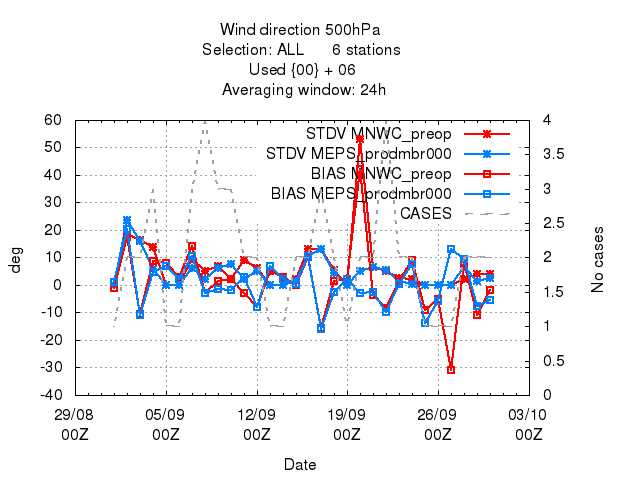 Wind direction 500hPa
Selection: ALL 6 stations
Used {00} + 06
Averaging window: 24h
STDV MNWC_preop
STDV MEPS_prodmbr000
BIAS MNWC_preop
BIAS MEPS_prodmbr000
CASES
60
50
40
30
20
10
0
-10
-20
-30
-40
deg
4
3.5
3
2.5
2
1.5
1
0.5
0
No cases
29/08 05/09 12/09 19/09 26/09 03/10
00Z 00Z 00Z 00Z 00Z 00Z
Date